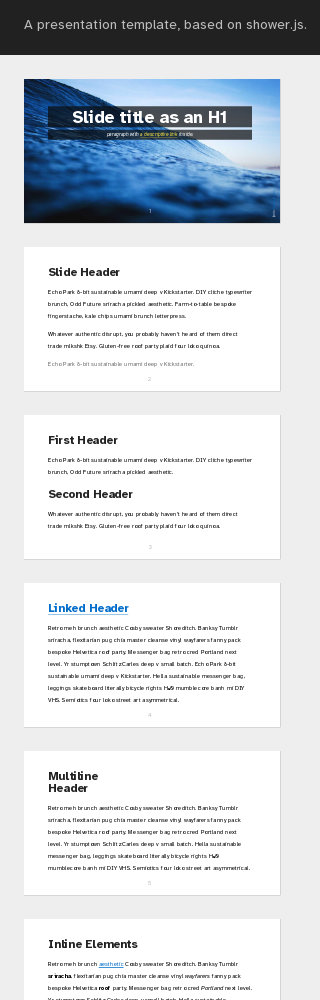 A presentation template, based on shower.js.
Slide title as an H1
paragraph with a descriptive link inside
1
Slide Header
Echo Park 8-bit sustainable umami deep v Kickstarter. DIY cliche typewriter
brunch. Odd Future sriracha pickled aesthetic. Farm-to-table bespoke
fingerstache, kale chips umami brunch letterpress.
Whatever authentic disrupt, you probably haven't heard of them direct
trade mlkshk Etsy. Gluten-free roof party plaid four loko quinoa.
Echo Park 8-bit sustainable umami deep v Kickstarter.
2
First Header
Echo Park 8-bit sustainable umami deep v Kickstarter. DIY cliche typewriter
brunch. Odd Future sriracha pickled aesthetic.
Second Header
Whatever authentic disrupt, you probably haven't heard of them direct
trade mlkshk Etsy. Gluten-free roof party plaid four loko quinoa.
3
Linked Header
Retro meh brunch aesthetic Cosby sweater Shoreditch. Banksy Tumblr
sriracha, flexitarian pug chia master cleanse vinyl wayfarers fanny pack
bespoke Helvetica roof party. Messenger bag retro cred Portland next
level. Yr stumptown Schlitz Carles deep v small batch. Echo Park 8-bit
sustainable umami deep v Kickstarter. Hella sustainable messenger bag,
leggings skateboard literally bicycle rights H&M mumblecore banh mi DIY
VHS. Semiotics four loko street art asymmetrical.
4
Multiline
Header
Retro meh brunch aesthetic Cosby sweater Shoreditch. Banksy Tumblr
sriracha, flexitarian pug chia master cleanse vinyl wayfarers fanny pack
bespoke Helvetica roof party. Messenger bag retro cred Portland next
level. Yr stumptown Schlitz Carles deep v small batch. Hella sustainable
messenger bag, leggings skateboard literally bicycle rights H&M
mumblecore banh mi DIY VHS. Semiotics four loko street art asymmetrical.
5
Inline Elements
Retro meh brunch aesthetic Cosby sweater Shoreditch. Banksy Tumblr
sriracha, flexitarian pug chia master cleanse vinyl wayfarers fanny pack
bespoke Helvetica roof party. Messenger bag retro cred Portland next level.